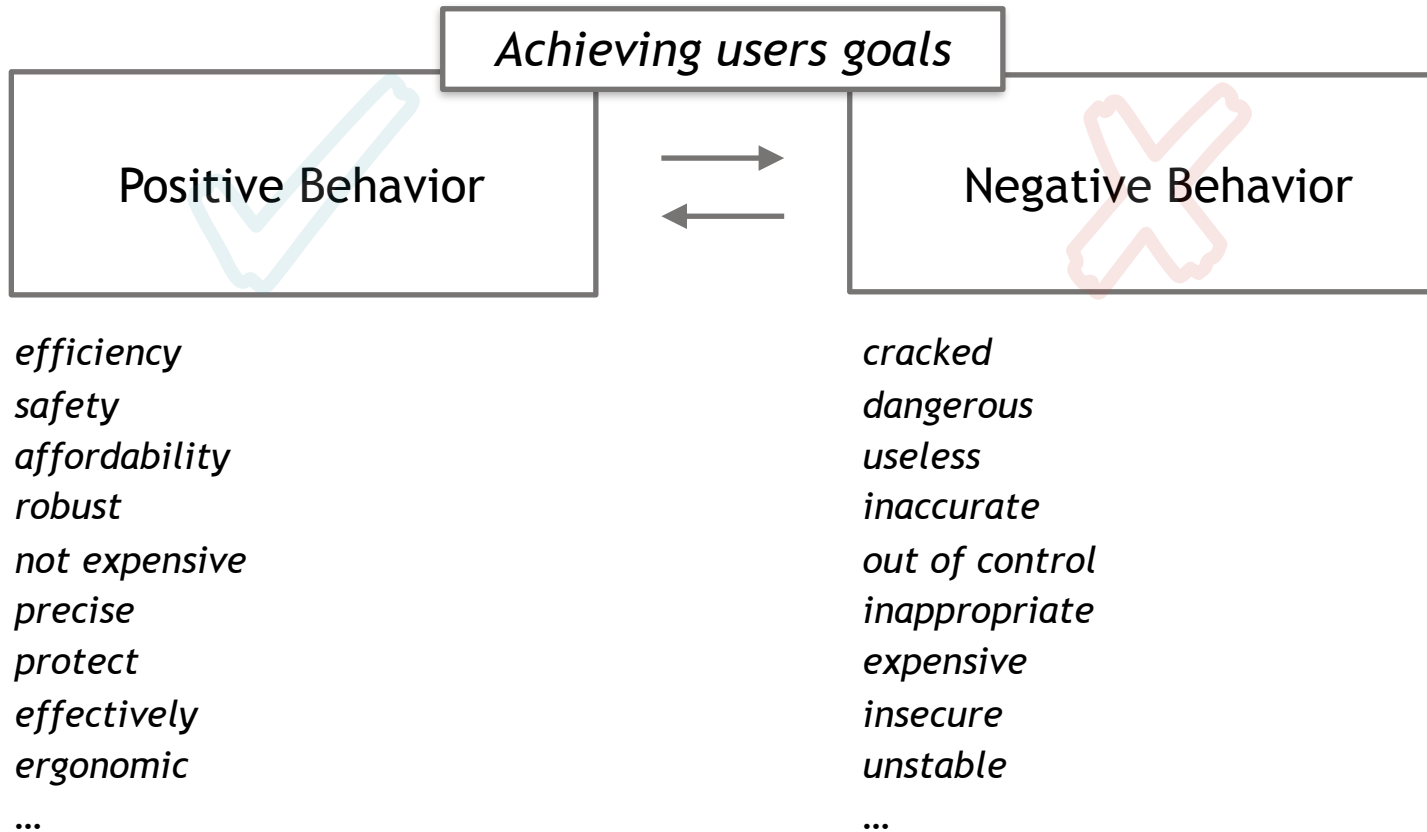 Achieving users goals
Positive Behavior
Negative Behavior
efficiency
safety
affordability
robust
not expensive
precise
protect
effectively
ergonomic
…
cracked
dangerous
useless
inaccurate
out of control
inappropriate
expensive
insecure
unstable
…